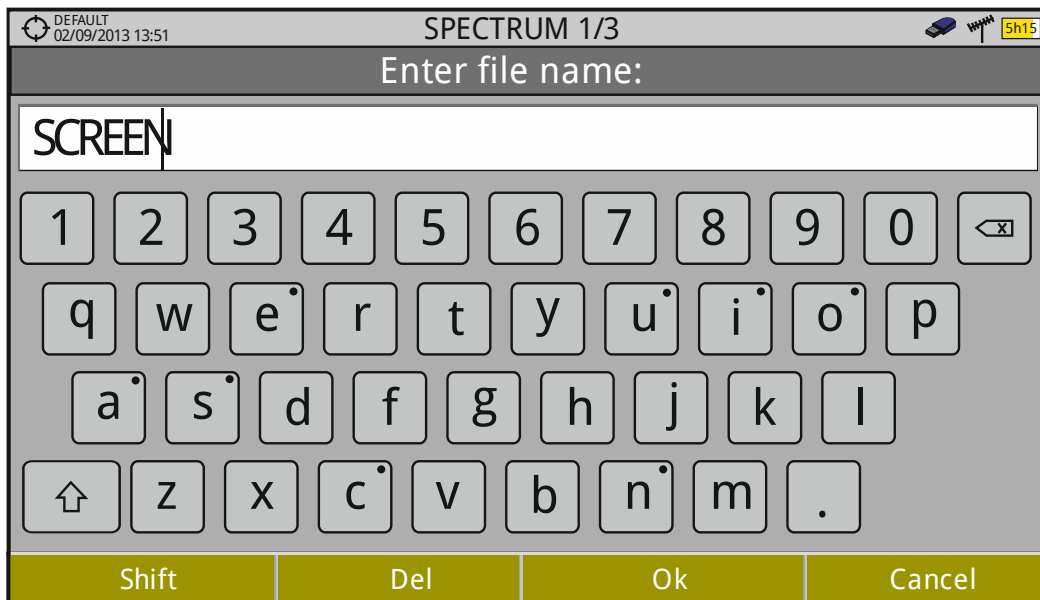 DEFAULT
02/09/2013 13:51
SPECTRUM 1/3
5h15
Enter file name:
SCREEN
1 2 3 4 5 6 7 8 9 0 x
q w e r t y u i o p
a s d f g h j k l
z x c v b n m .
Shift Del Ok Cancel